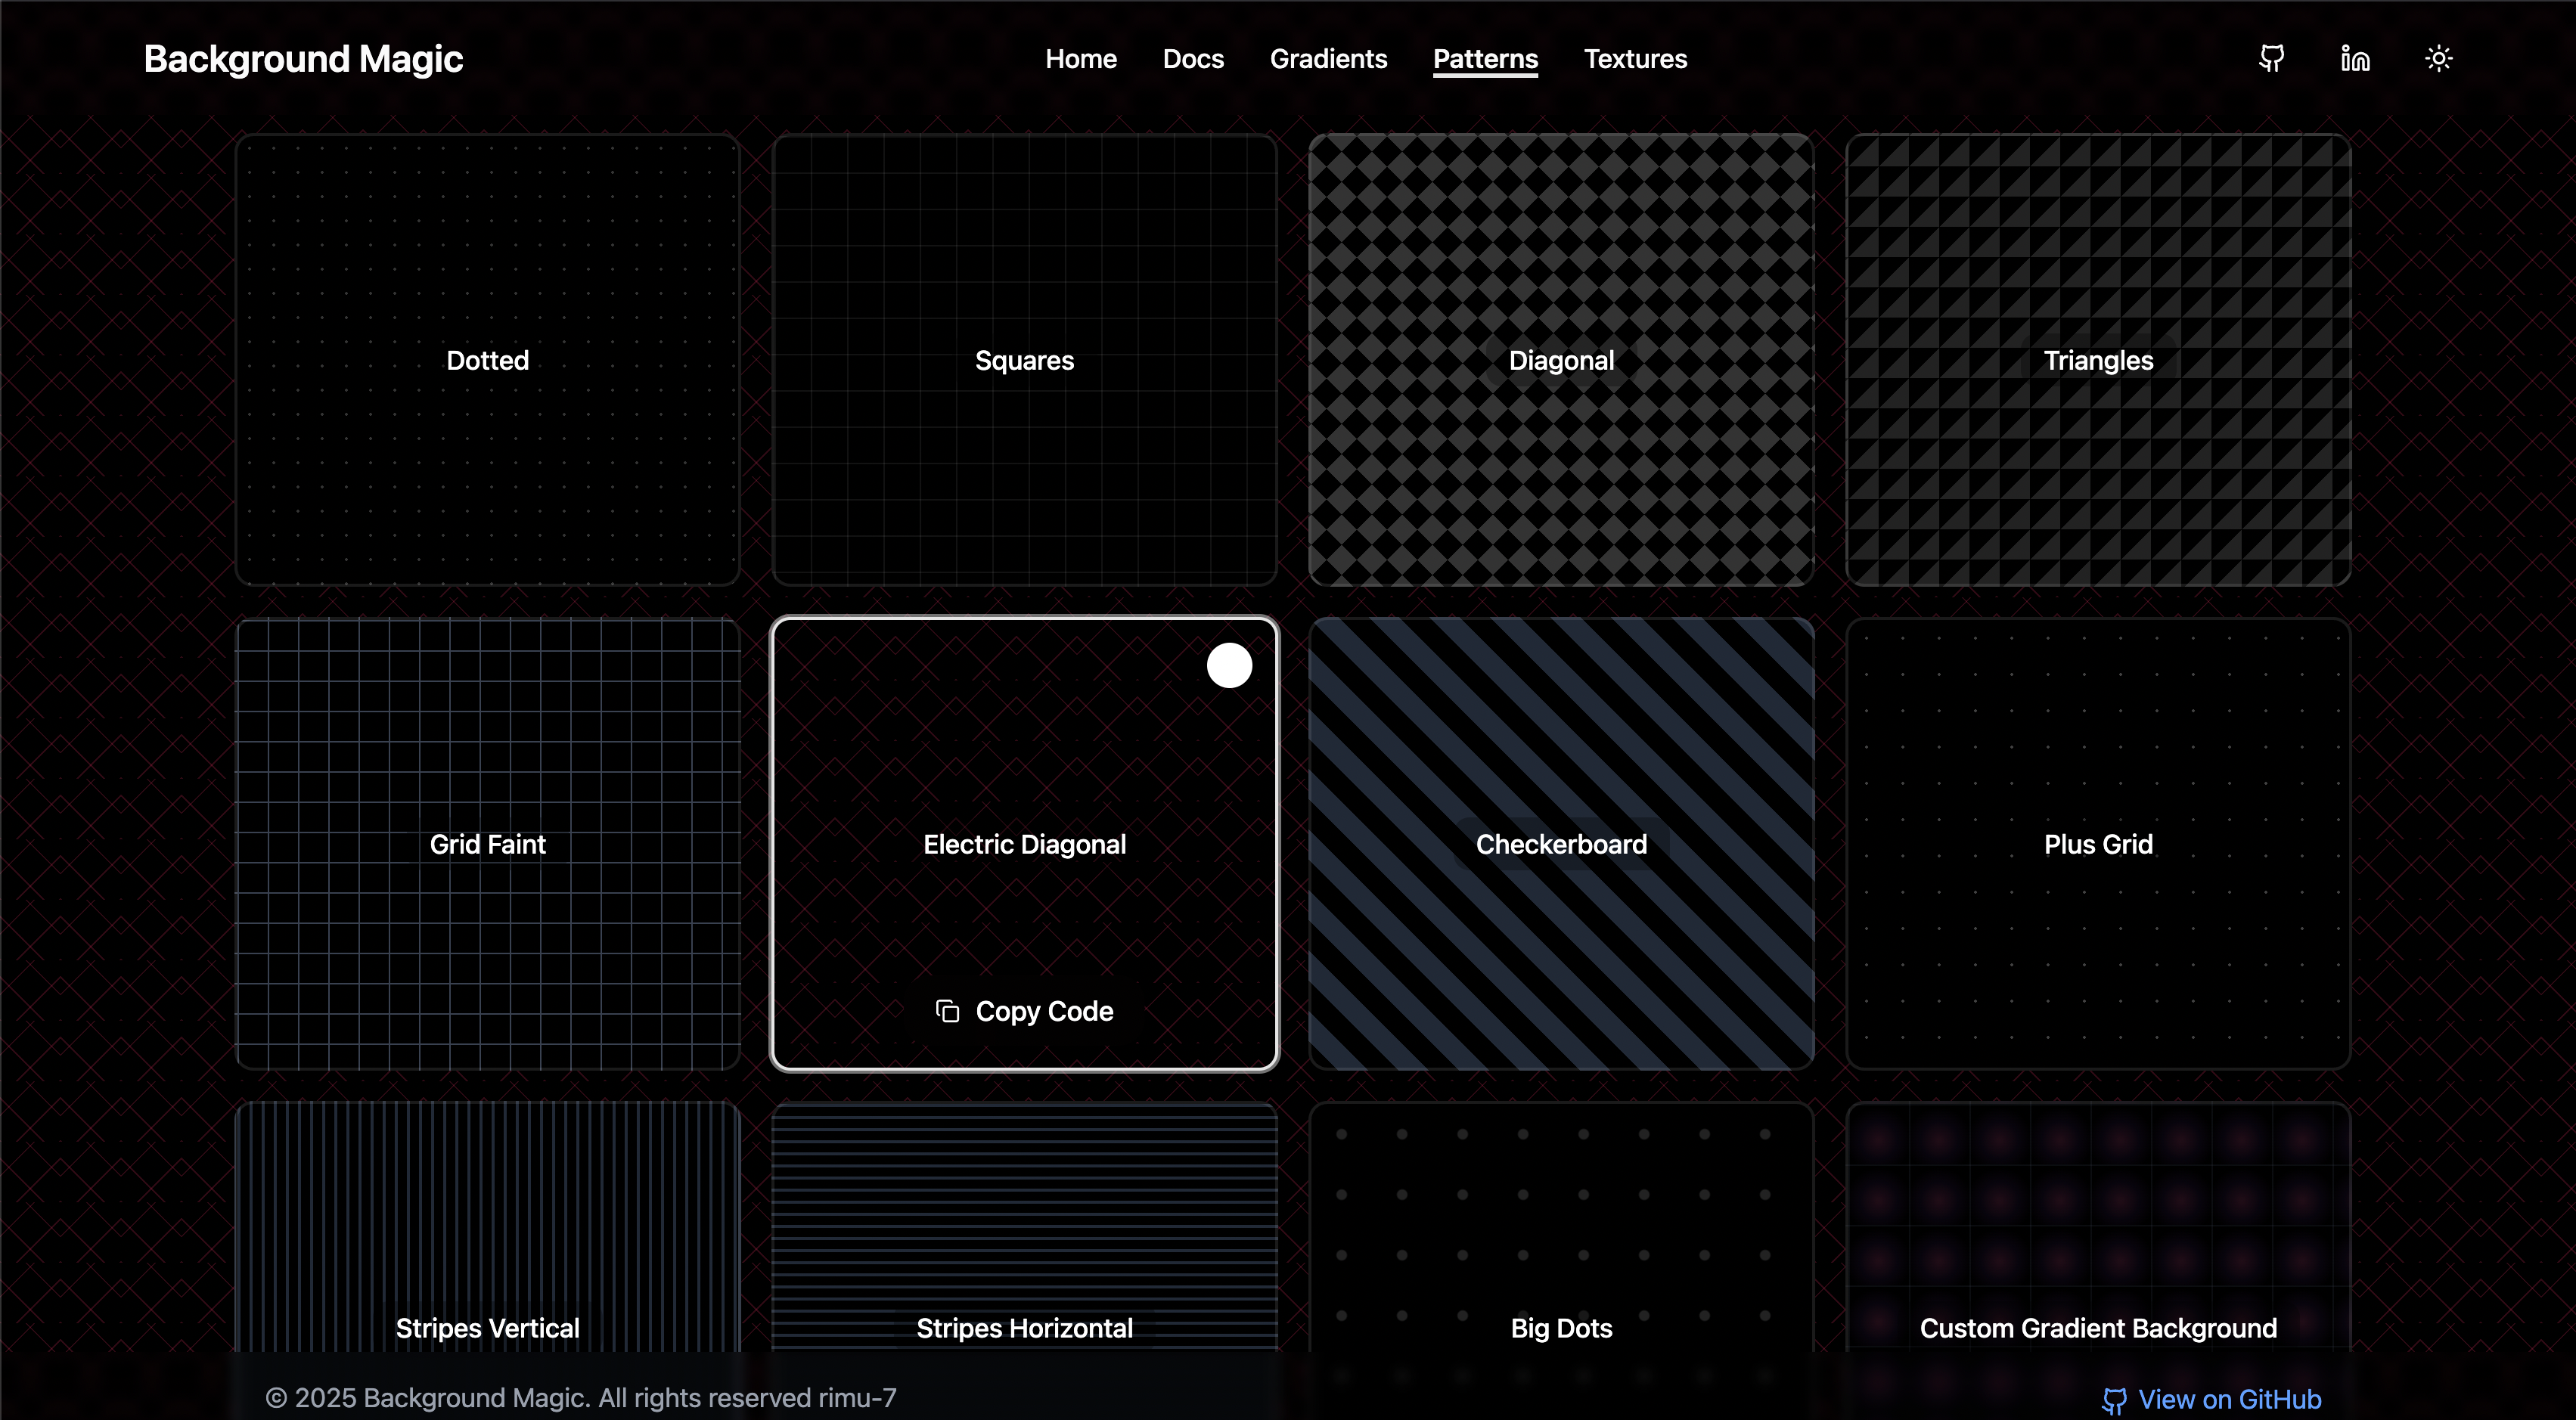 Background Magic
Home
Docs
Gradients
Patterns
Textures
Dotted
Squares
Diagonal
Triangles
Grid Faint
Electric Diagonal
Copy Code
Checkerboard
Plus Grid
Stripes Vertical
Stripes Horizontal
Big Dots
Custom Gradient Background
© 2025 Background Magic. All rights reserved rimu-7
View on GitHub